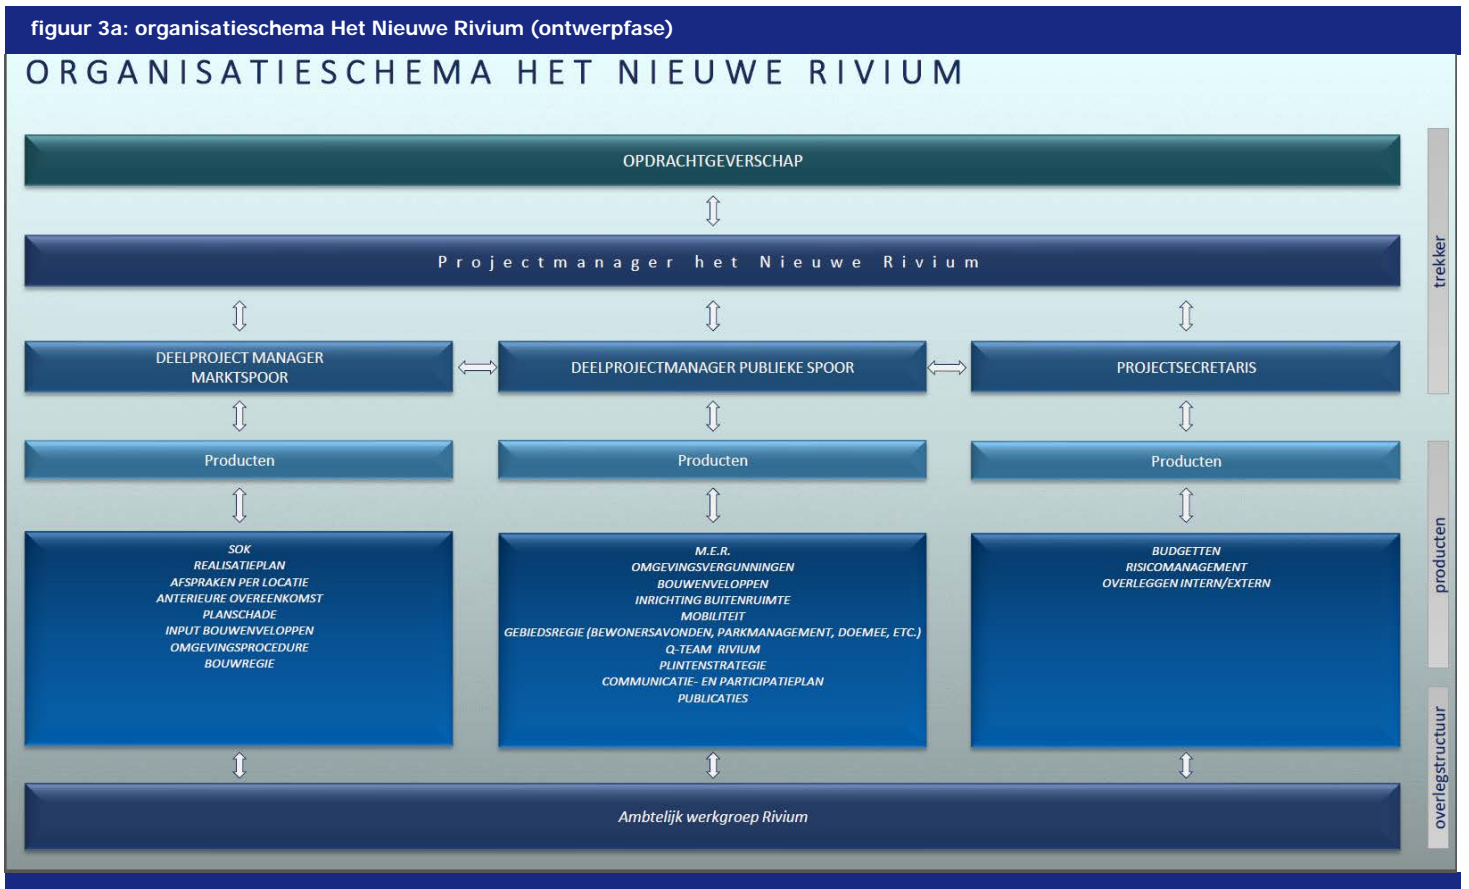 figuur 3a: organisatieschema Het Nieuwe Rivium (ontwerpfase)
ORGANISATIESCHEMA HET NIEUWE RIVIUM
OPDRACHTGEVERSCHAP
Projectmanager het Nieuwe Rivium
trekker
DEELPROJECT MANAGER
MARKTSPOOR
DEELPROJECTMANAGER PUBLIEKE SPOOR
PROJECTSECRETARIS
Producten
Producten
Producten
producten
SOK
REALISATIEPLAN
AFSPRAKEN PER LOCATIE
ANTERIEURE OVEREENKOMST
PLANSCHADE
INPUT BOUWENVELOPPEN
OMGEVINGSPROCEDURE
BOUWREGIE
M.E.R.
OMGEVINGSVERGUNNINGEN
BOUWENVELOPPEN
INRICHTING BUITENRUIMTE
MOBILITEIT
GEBIEDSREGIE (BEWONERSAVONDEN, PARKMANAGEMENT, DOEMEE, ETC.)
Q-TEAM RIVIUM
PLINTENSTRATEGIE
COMMUNICATIE- EN PARTICIPATIEPLAN
PUBLICATIES
BUDGETTEN
RISICOMANAGEMENT
OVERLEGGEN INTERN/EXTERN
overlegstructuur
Ambtelijk werkgroep Rivium